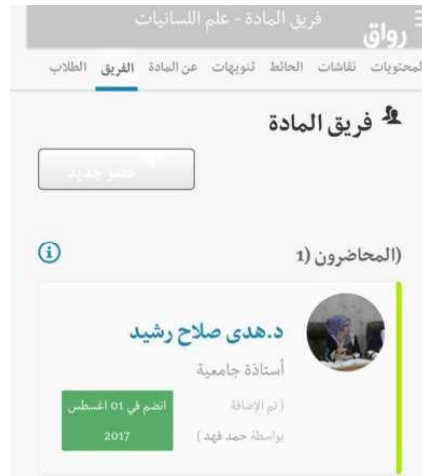 فريق المادة - علم اللسانيات
رواق
لمحتويات نقاشات الحائط تنويهات عن المادة الفريق الطلاب
فريق المادة
عضو جديد
(المحاضرون (1
د.هدى صلاح رشيد
أستاذة جامعية
(تم الإضافة
بواسطة حمد فهد )
انضم في 01 اغسطس
2017